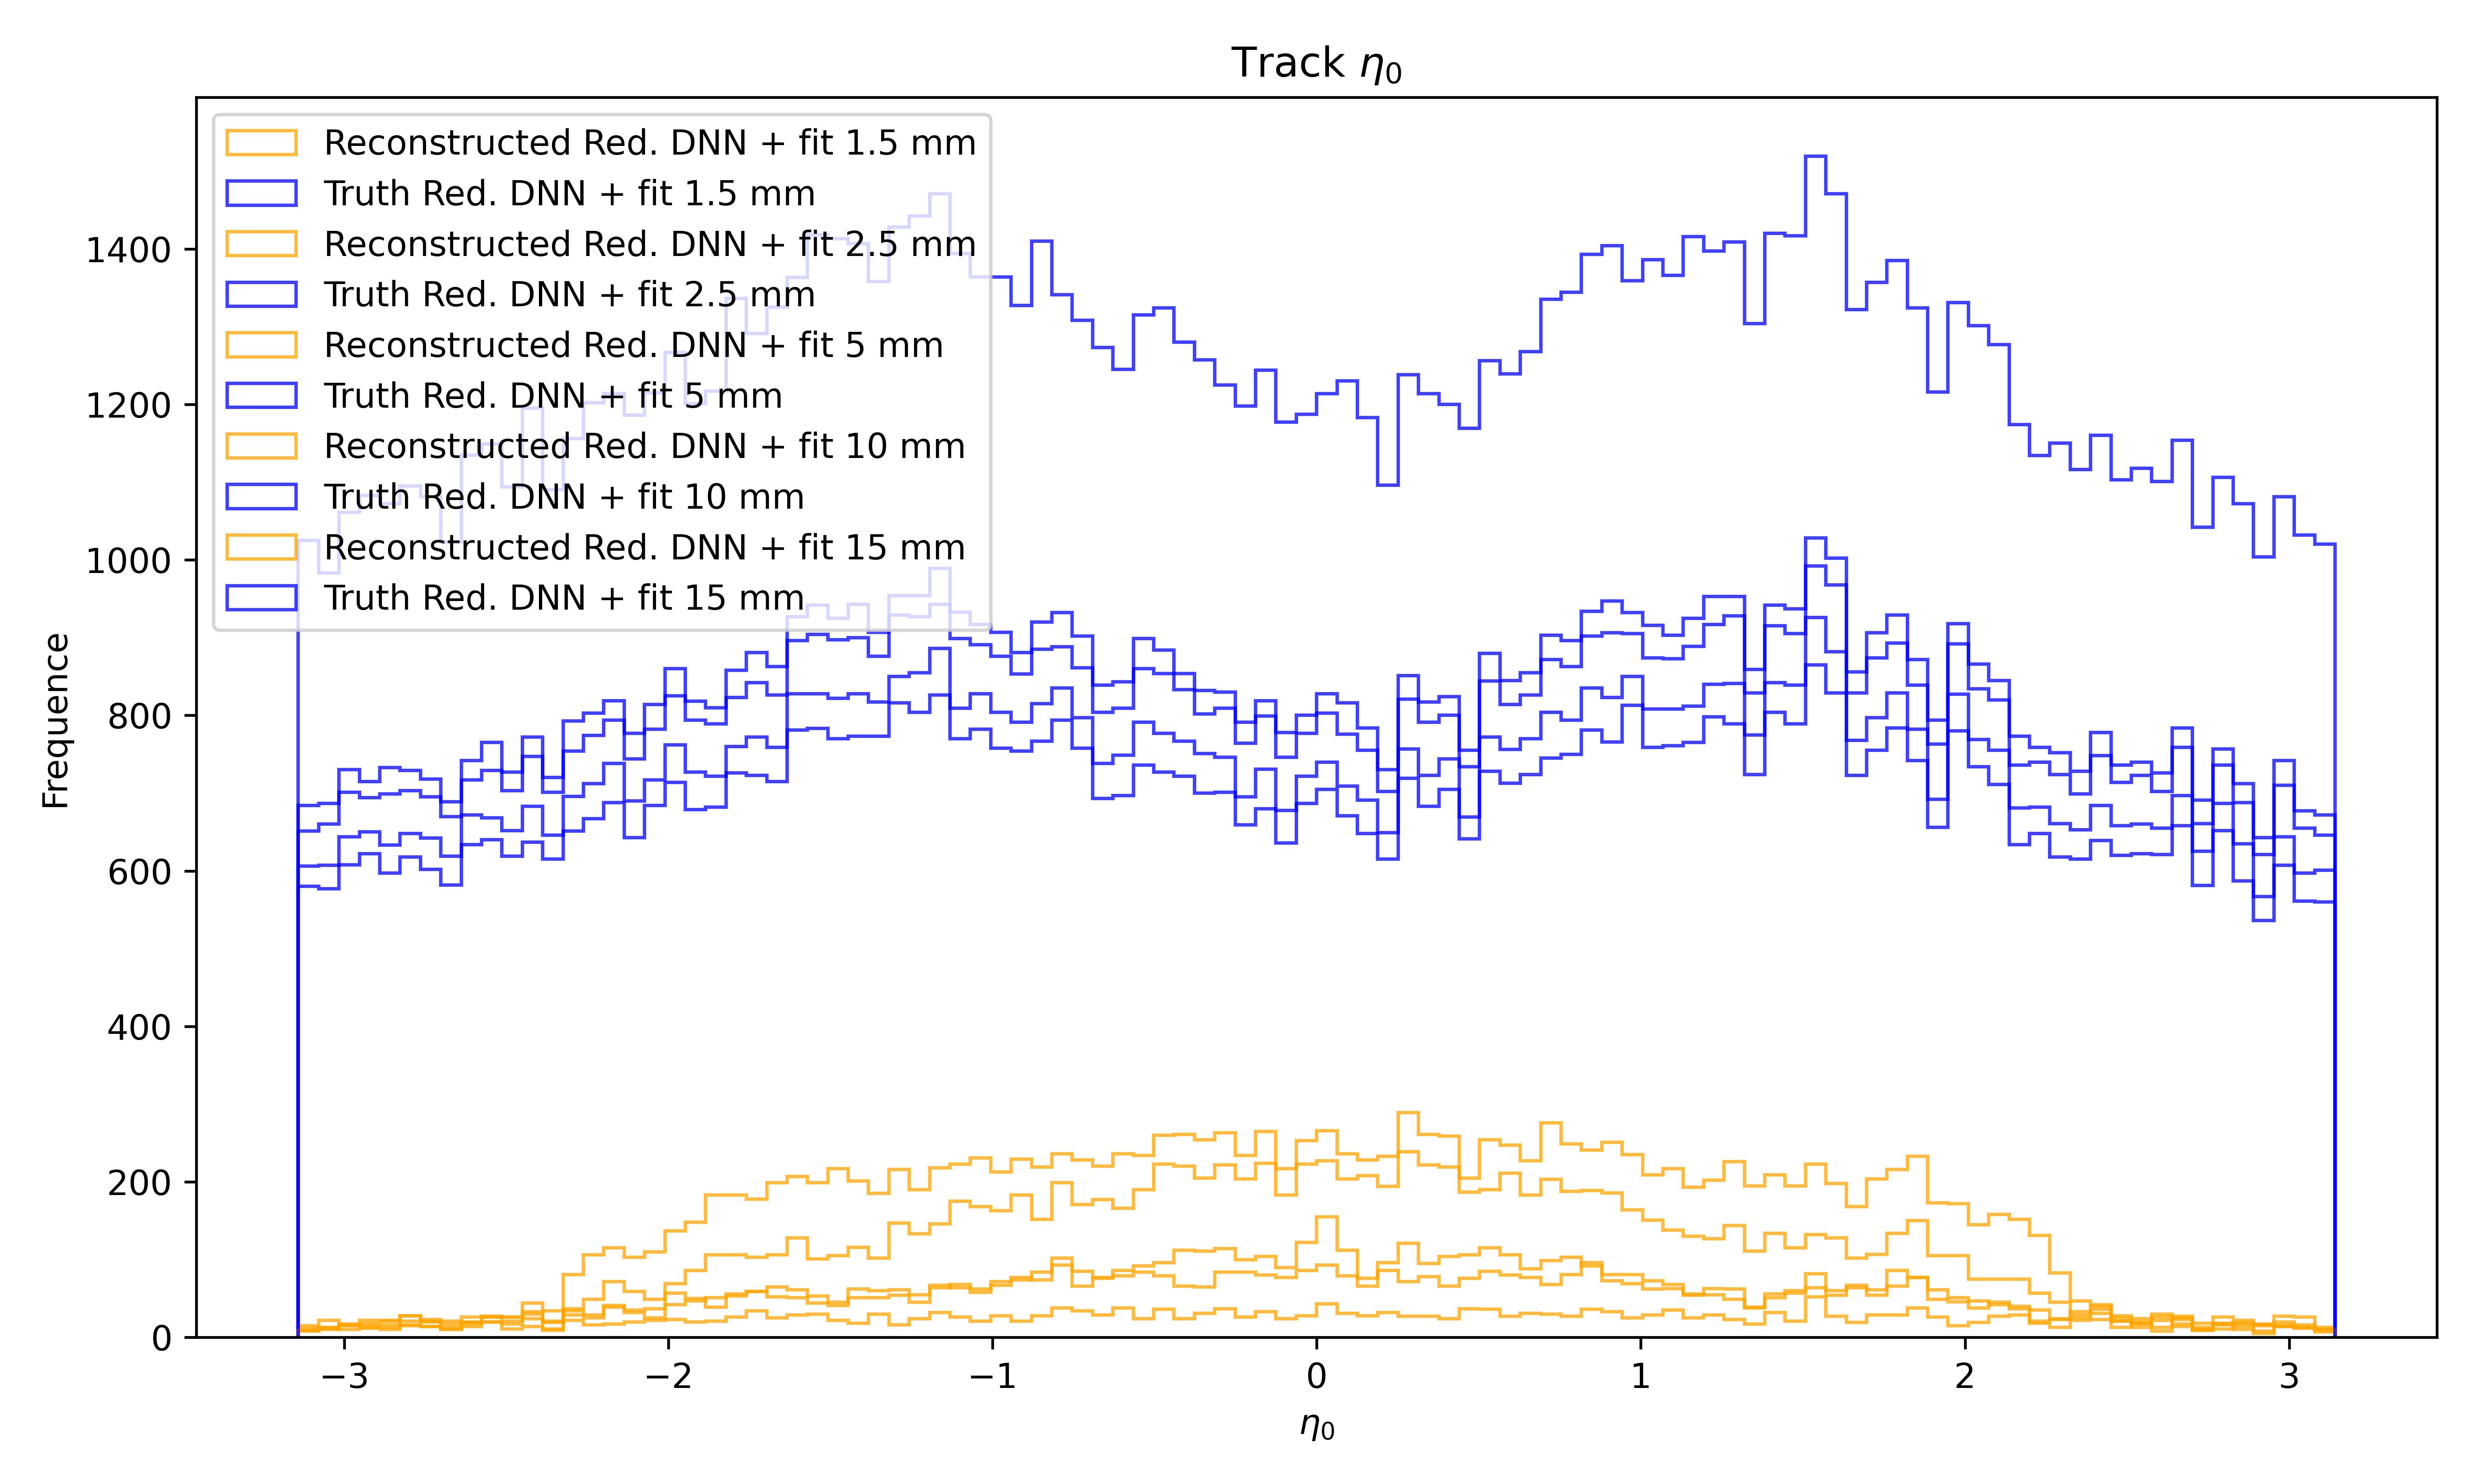 Track η₀
Reconstructed Red. DNN + fit 1.5 mm
Truth Red. DNN + fit 1.5 mm
Reconstructed Red. DNN + fit 2.5 mm
Truth Red. DNN + fit 2.5 mm
Reconstructed Red. DNN + fit 5 mm
Truth Red. DNN + fit 5 mm
Reconstructed Red. DNN + fit 10 mm
Truth Red. DNN + fit 10 mm
Reconstructed Red. DNN + fit 15 mm
Truth Red. DNN + fit 15 mm
1400
1200
1000
800
600
400
200
0
Frequence
−3 −2 −1 0 1 2 3
η₀